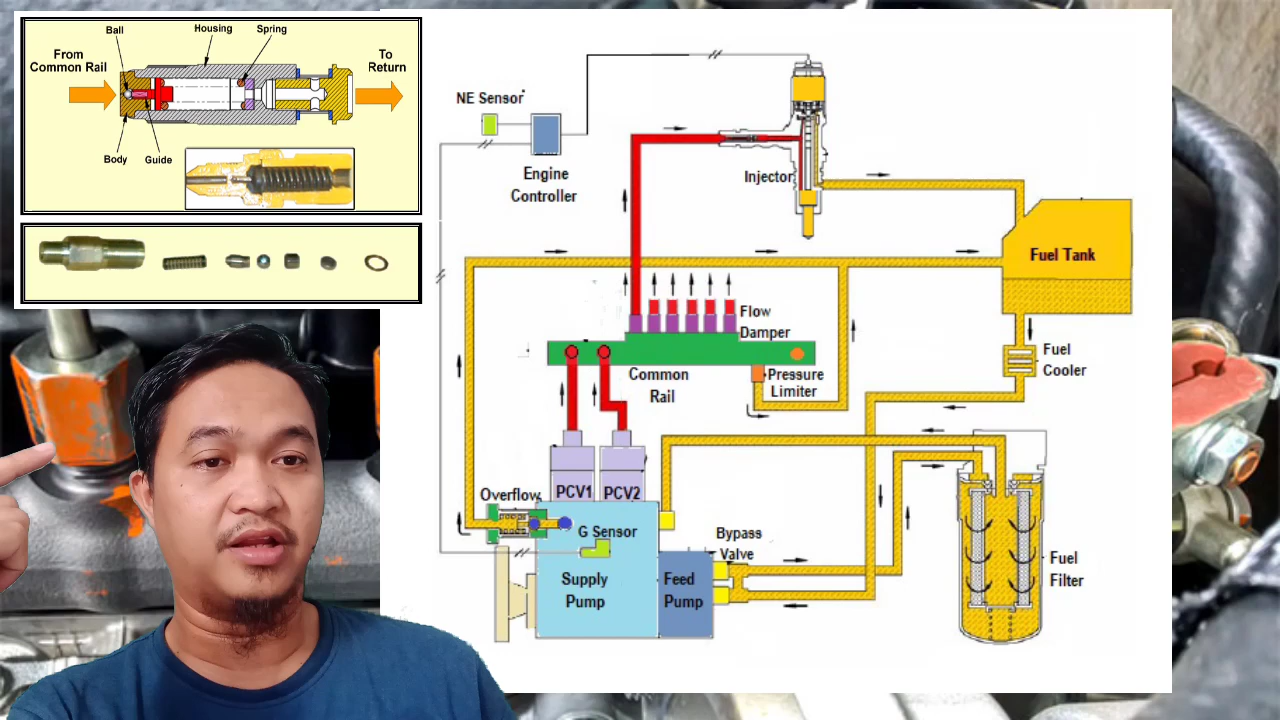 Ball
Housing
Spring
From
Common Rail
To
Return
Body
Guide
NE Sensor
Engine
Controller
Injector
Fuel Tank
Flow
Damper
Common
Rail
Pressure
Limiter
Fuel
Cooler
PCV1
PCV2
Overflow
G Sensor
Supply
Pump
Feed
Pump
Bypass
Valve
Fuel
Filter